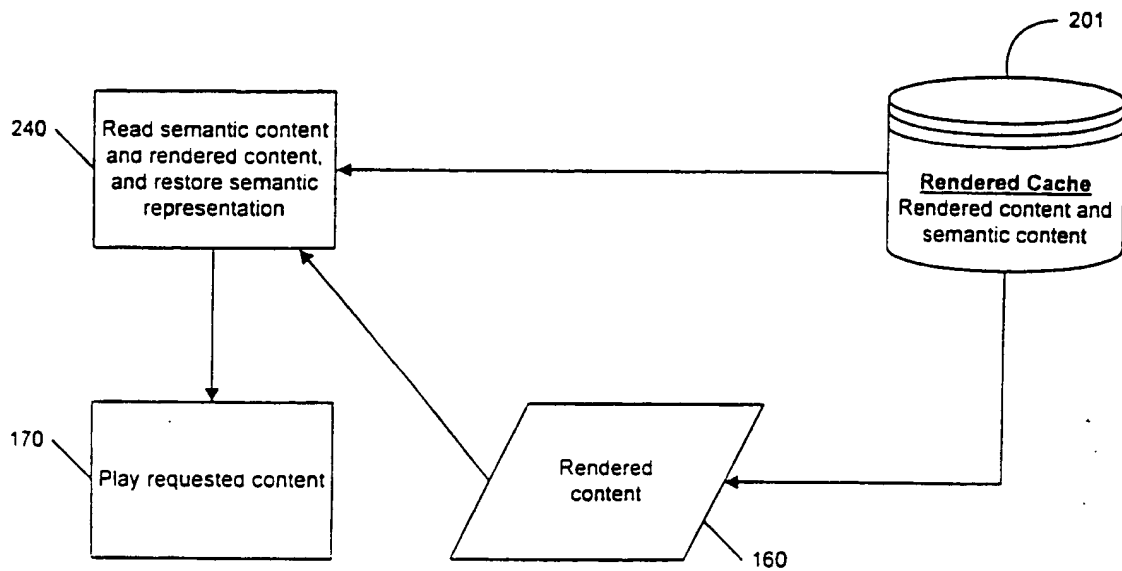 201
240
Read semantic content
and rendered content,
and restore semantic
representation
Rendered Cache
Rendered content and
semantic content
170
Play requested content
Rendered
content
160